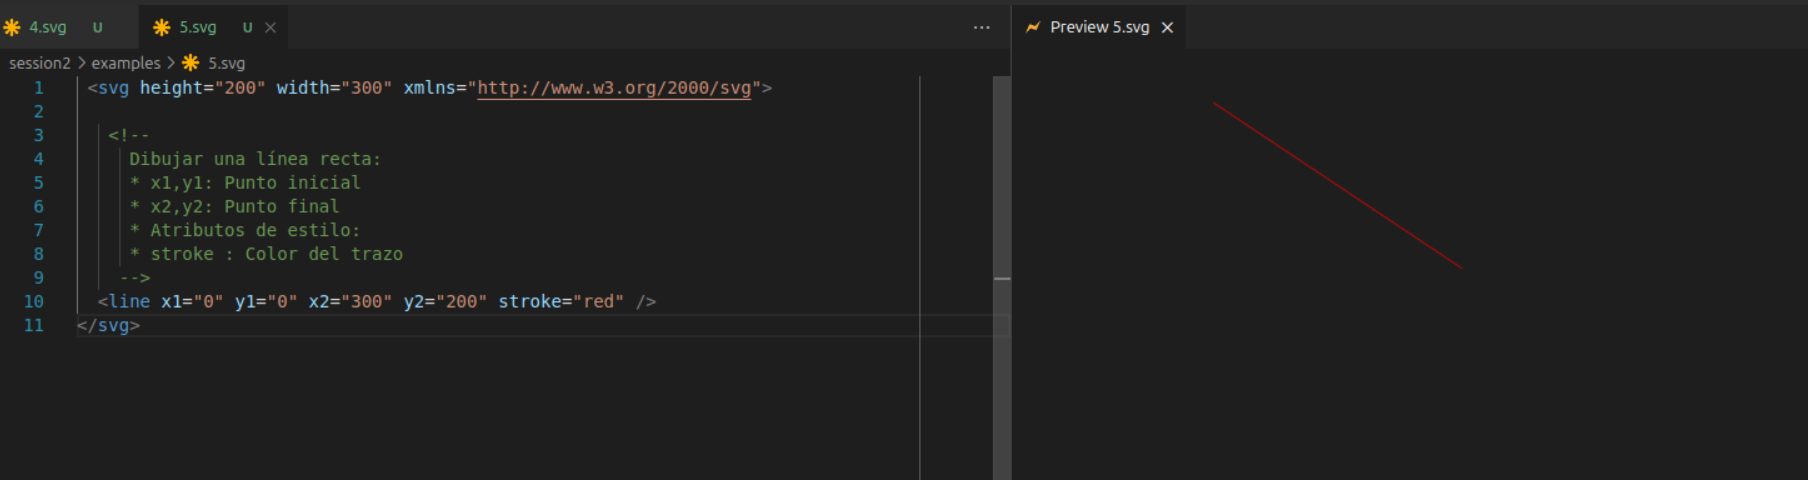 4.svg U 5.svg U ... Preview 5.svg
session2 > examples > 5.svg
1 <svg height="200" width="300" xmlns="http://www.w3.org/2000/svg">
2
3 <!--
4 Dibujar una línea recta:
5 * x1,y1: Punto inicial
6 * x2,y2: Punto final
7 * Atributos de estilo:
8 * stroke : Color del trazo
9 -->
10 <line x1="0" y1="0" x2="300" y2="200" stroke="red" />
11 </svg>